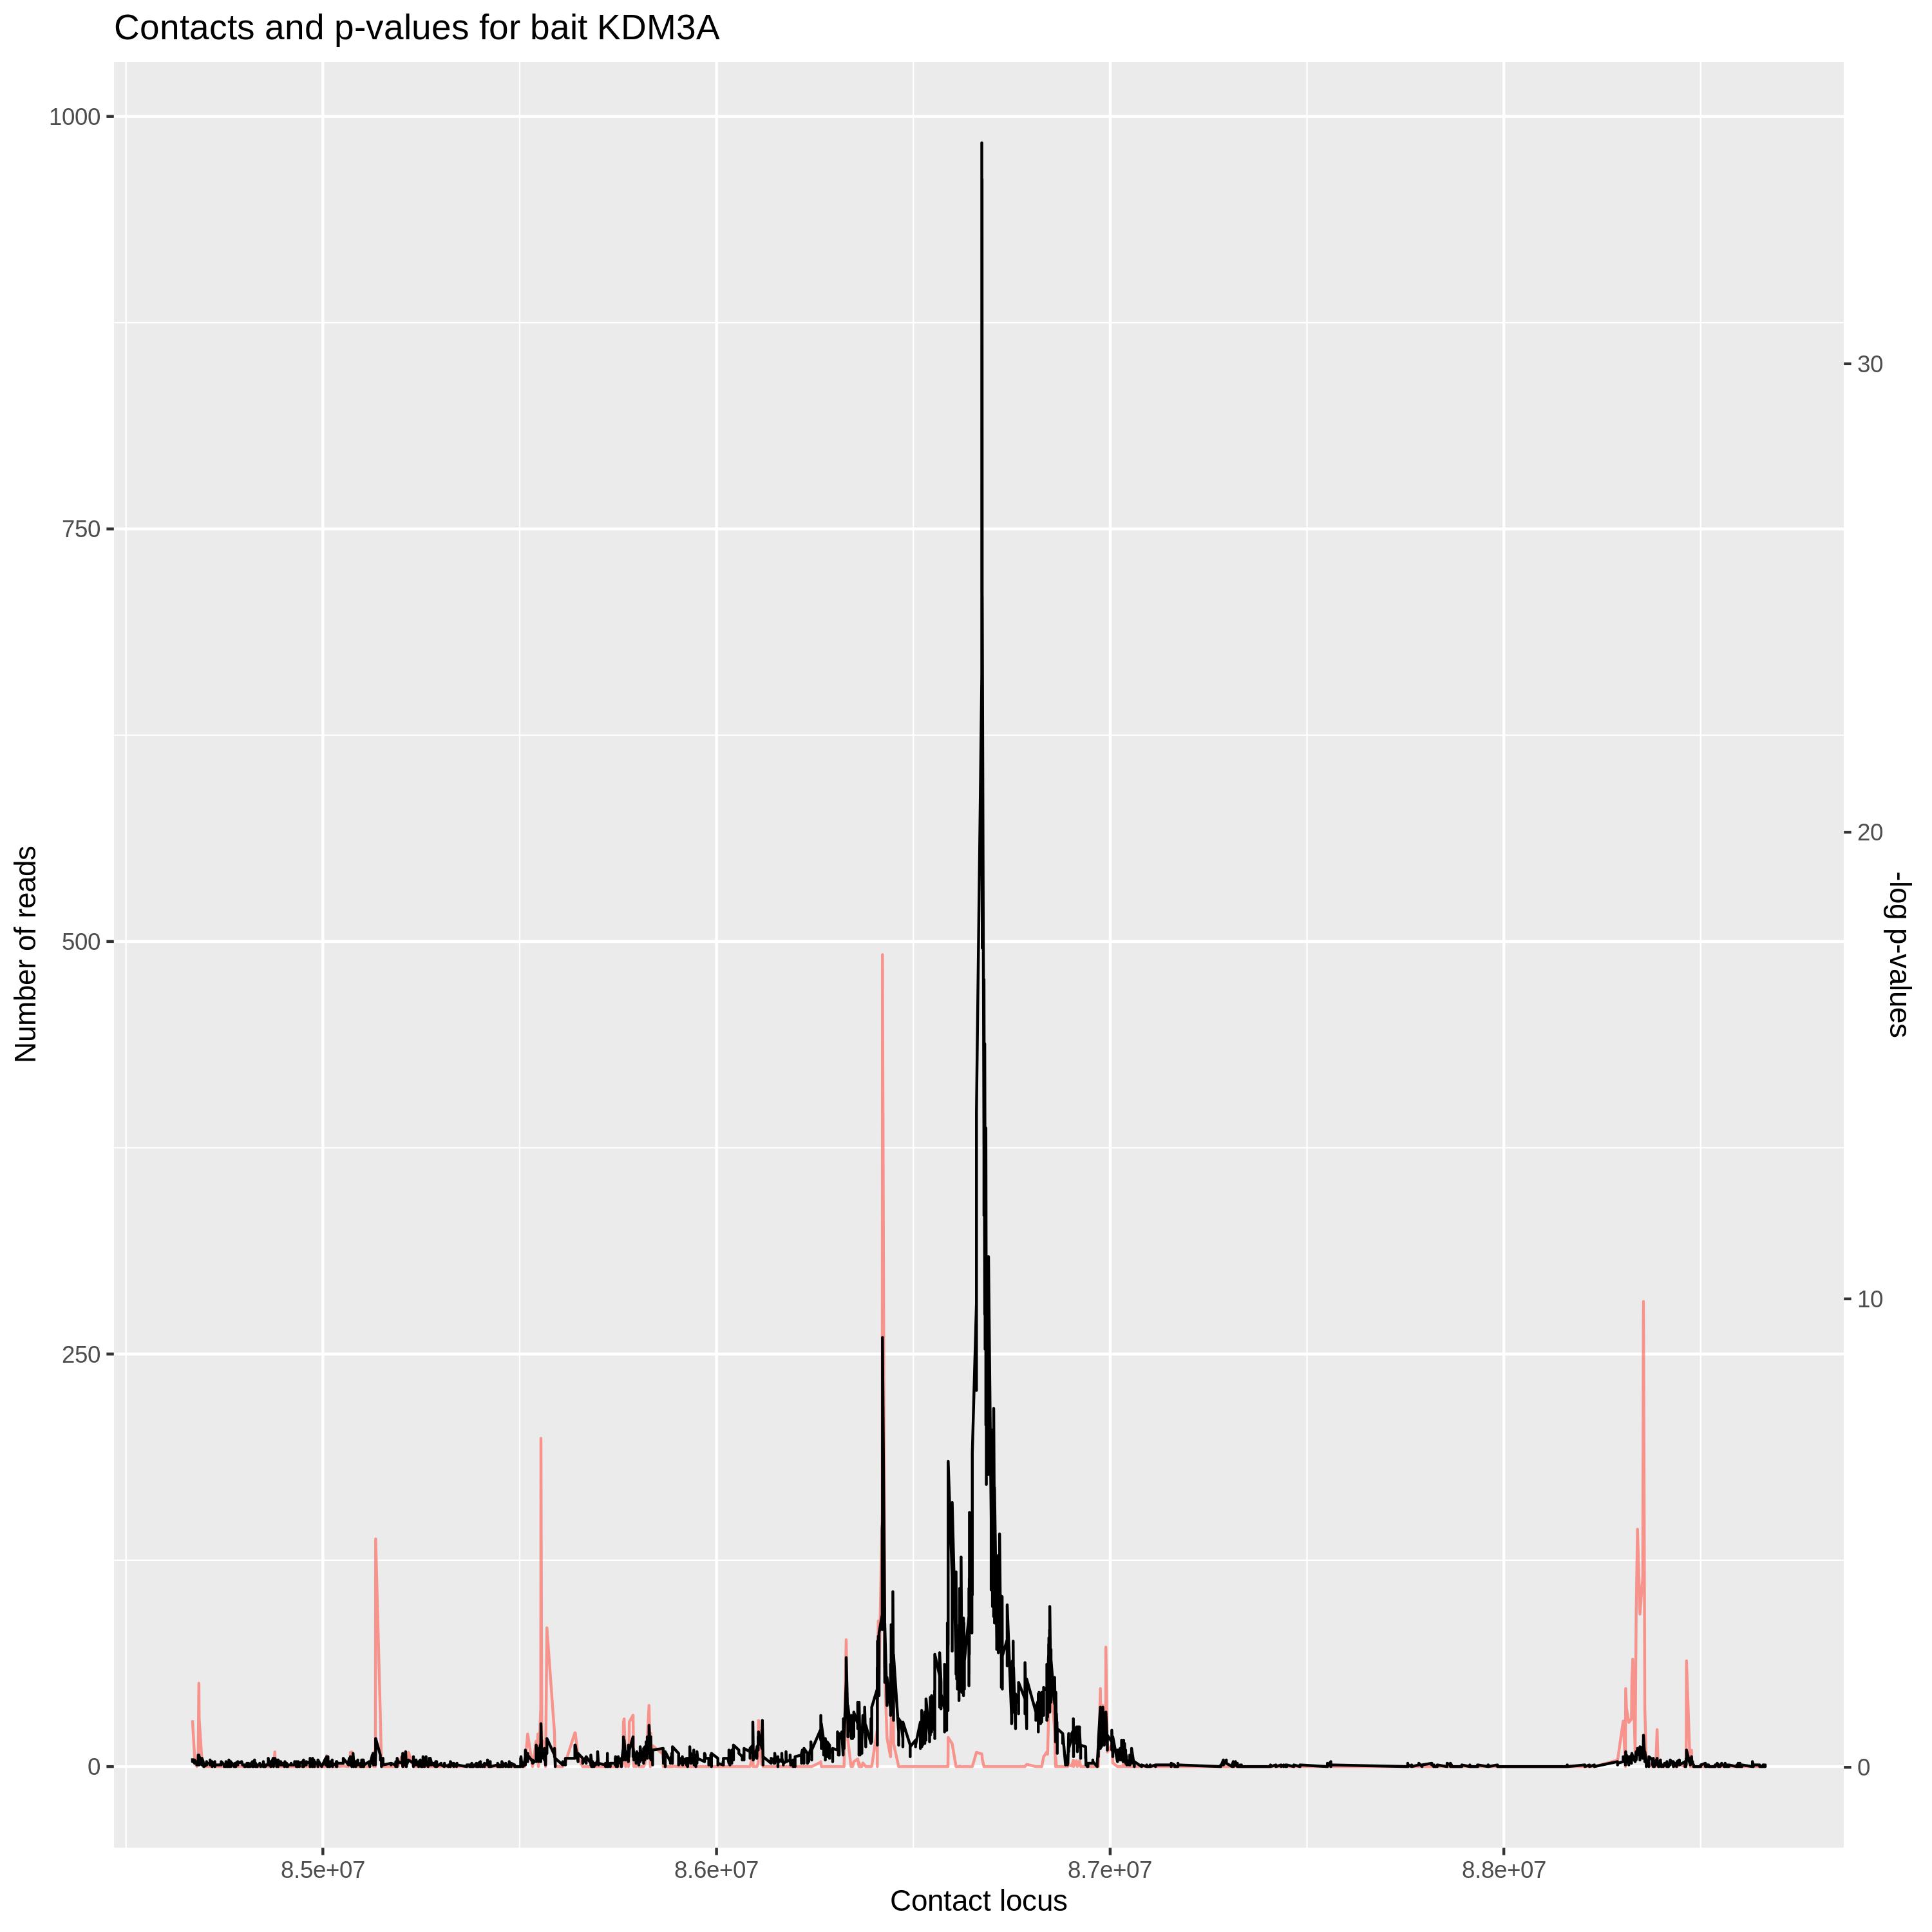 Contacts and p-values for bait KDM3A
1000
750
500
250
0
Number of reads
30
20
10
0
-log p-values
8.5e+07
8.6e+07
8.7e+07
8.8e+07
Contact locus